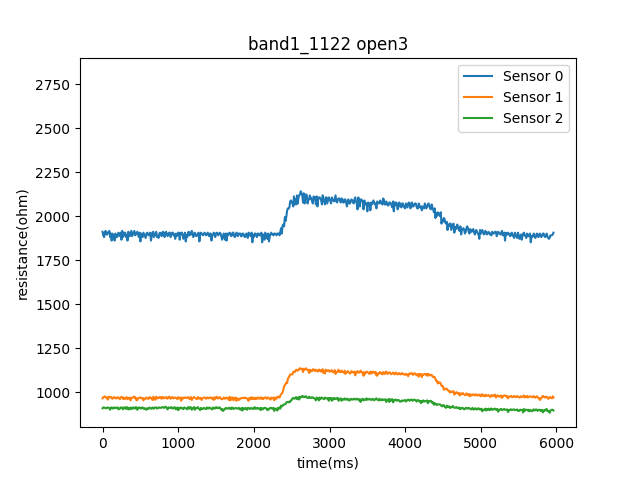 band1_1122 open3
Sensor 0
Sensor 1
Sensor 2
resistance(ohm)
2750
2500
2250
2000
1750
1500
1250
1000
0 1000 2000 3000 4000 5000 6000
time(ms)